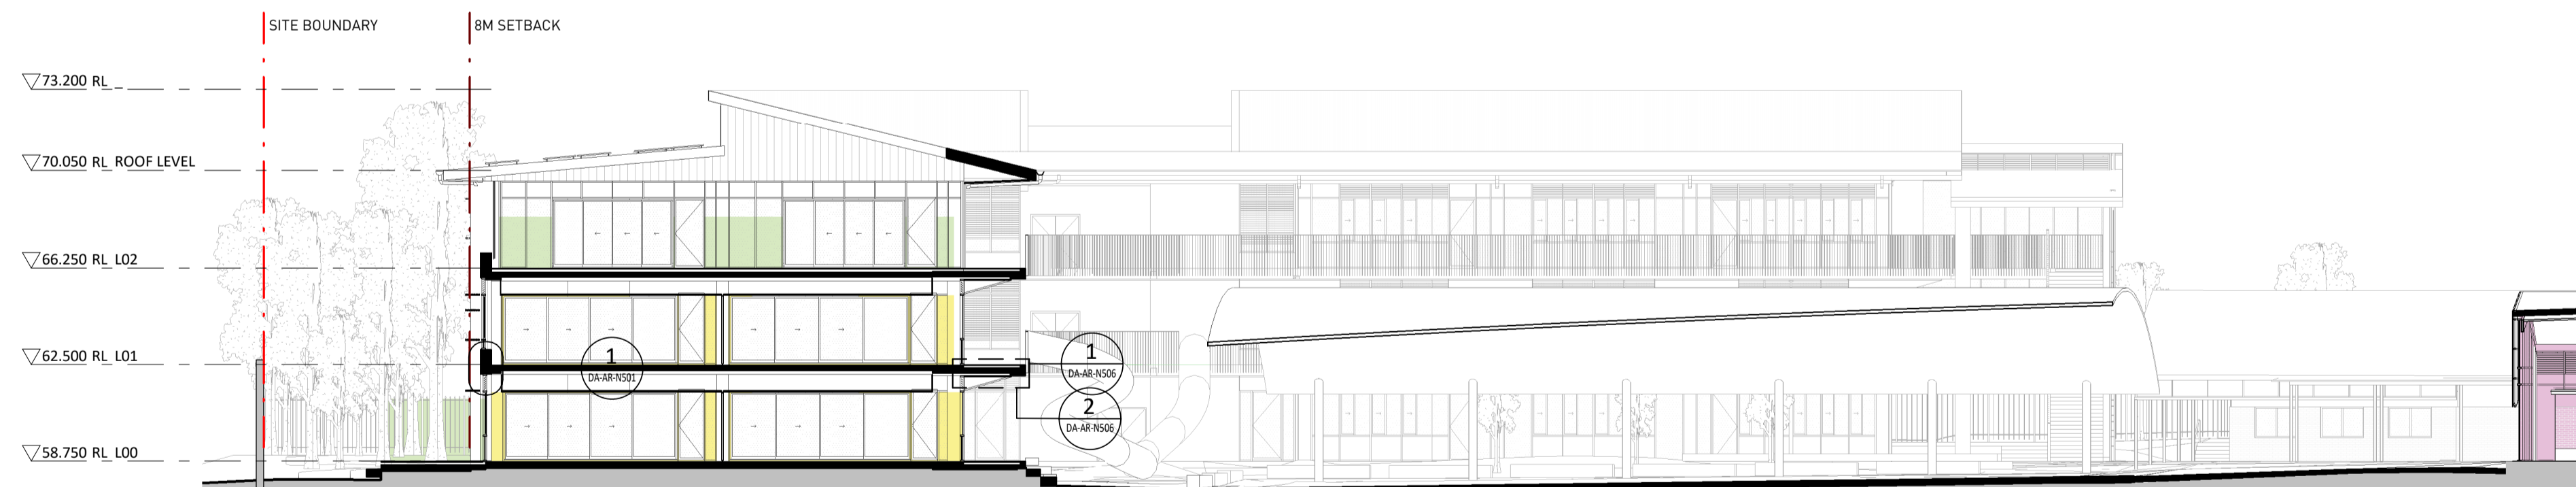 SITE BOUNDARY
8M SETBACK
73.200 RL _
70.050 RL ROOF LEVEL
66.250 RL L02
62.500 RL L01
1
DA-AR-N501
1
DA-AR-N506
2
DA-AR-N506
58.750 RL L00